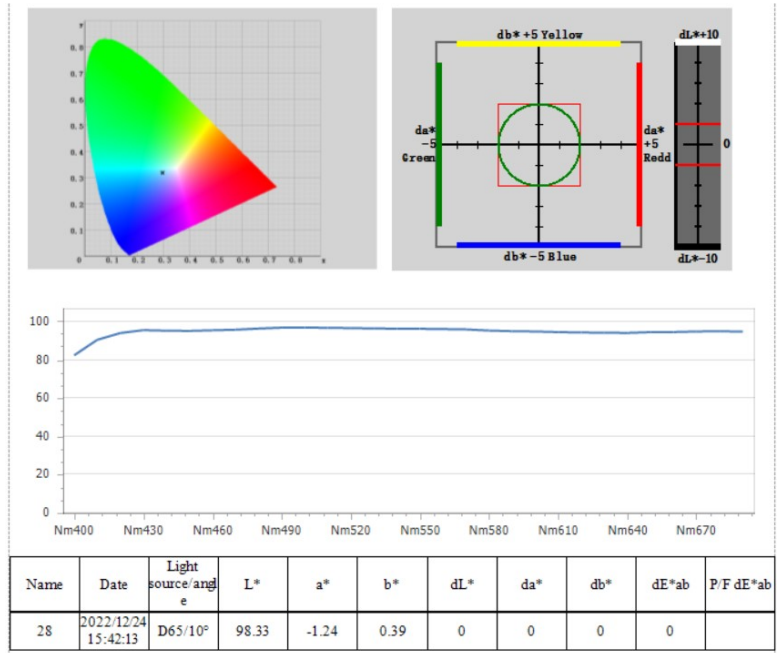 y
0.8
0.7
0.6
0.5
0.4
0.3
0.2
0.1
0 0.1 0.2 0.3 0.4 0.5 0.6 0.7 0.8 x
db* +5 Yellow
da*
-5
Green
da*
+5
Redd
db* -5 Blue
dL*+10
0
dL*-10
100
80
60
40
20
0
Nm400 Nm430 Nm460 Nm490 Nm520 Nm550 Nm580 Nm610 Nm640 Nm670
Name Date Light source/angle L* a* b* dL* da* db* dE*ab P/F dE*ab
28 2022/12/24 15:42:13 D65/10° 98.33 -1.24 0.39 0 0 0 0